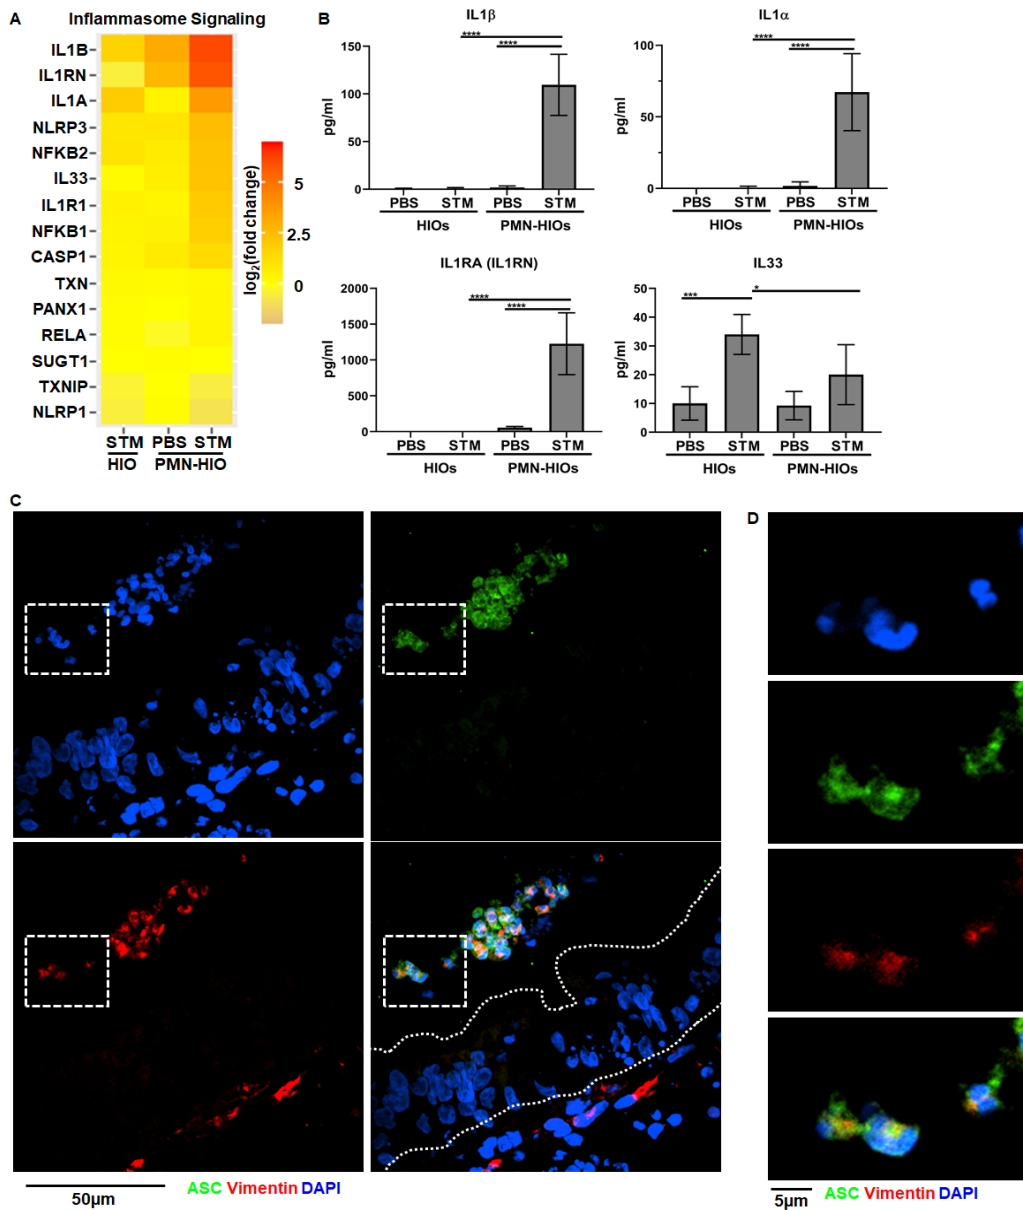 A
Inflammasome Signaling
IL1B
IL1RN
IL1A
NLRP3
NFKB2
IL33
IL1R1
NFKB1
CASP1
TXN
PANX1
RELA
SUGT1
TXNIP
NLRP1
STM PBS STM
HIO PMN-HIO
log2(fold change)
5
2.5
0
B
IL1β
150
100
50
0
pg/ml
****
****
PBS STM PBS STM
HIOs PMN-HIOs
IL1α
100
50
0
pg/ml
****
****
PBS STM PBS STM
HIOs PMN-HIOs
IL1RA (IL1RN)
2000
1500
1000
500
0
pg/ml
****
****
PBS STM PBS STM
HIOs PMN-HIOs
IL33
50
40
30
20
10
0
pg/ml
***
*
PBS STM PBS STM
HIOs PMN-HIOs
C
50µm
ASC Vimentin DAPI
D
5µm
ASC Vimentin DAPI